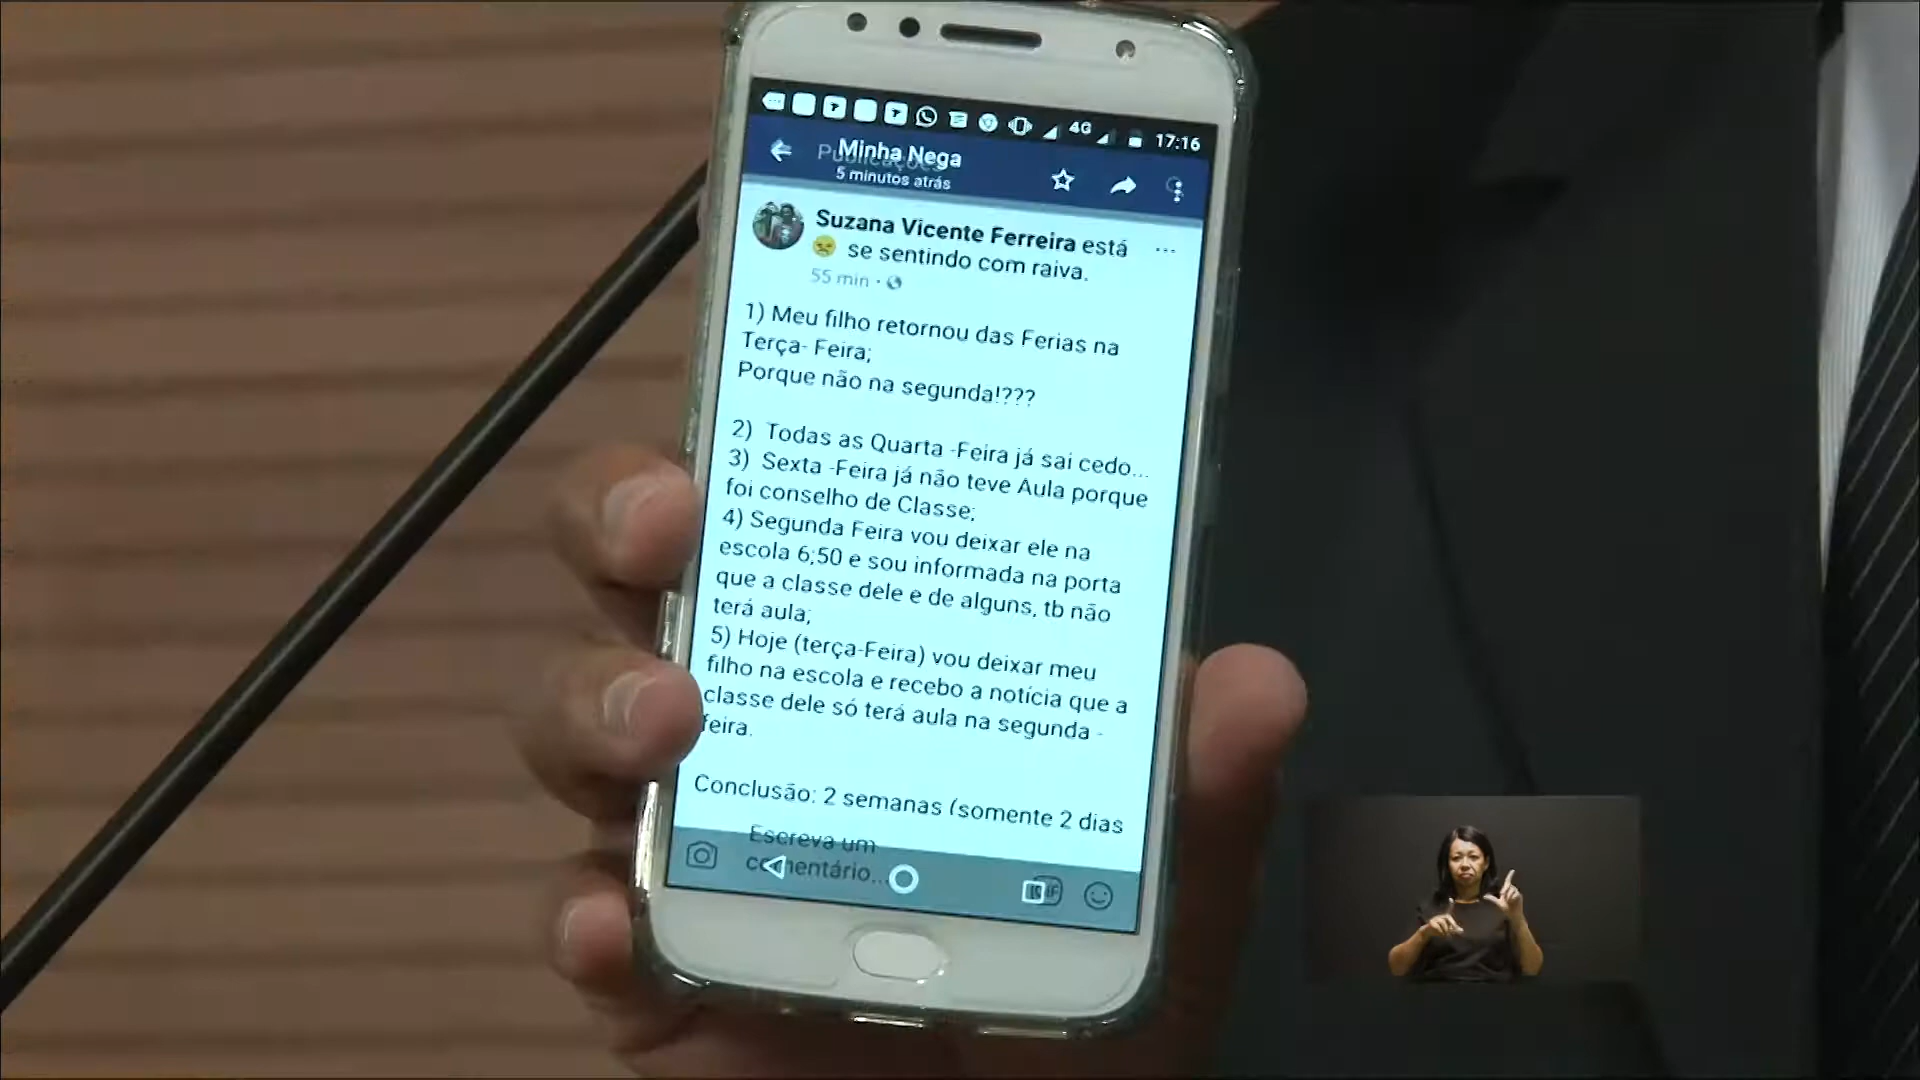 4G 17:16
Minha Nega
Publicações
5 minutos atrás
Suzana Vicente Ferreira está
se sentindo com raiva.
55 min
1) Meu filho retornou das Ferias na
Terça- Feira;
Porque não na segunda!???
2) Todas as Quarta -Feira já sai cedo...
3) Sexta -Feira já não teve Aula porque
foi conselho de Classe;
4) Segunda Feira vou deixar ele na
escola 6;50 e sou informada na porta
que a classe dele e de alguns, tb não
terá aula;
5) Hoje (terça-Feira) vou deixar meu
filho na escola e recebo a notícia que a
classe dele só terá aula na segunda -
feira.
Conclusão: 2 semanas (somente 2 dias
Escreva um
comentário...